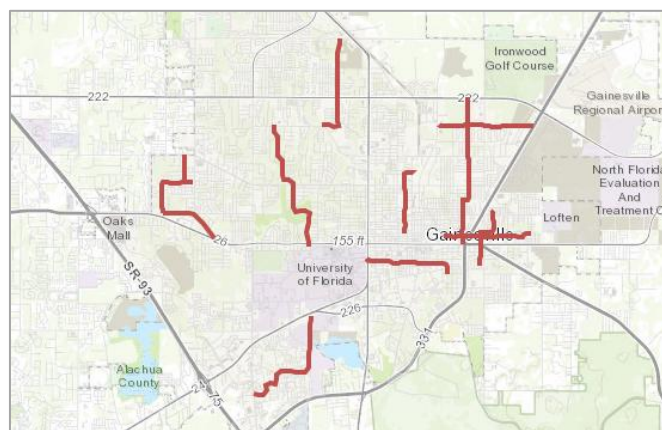 Ironwood
Golf Course
222
222
Gainesville
Regional Airport
North Florida
Evaluation
And
Treatment C
Loften
Oaks
Mall
26
155 ft
Gainesville
SR-93
University
of Florida
226
331
Alachua
County
24
75